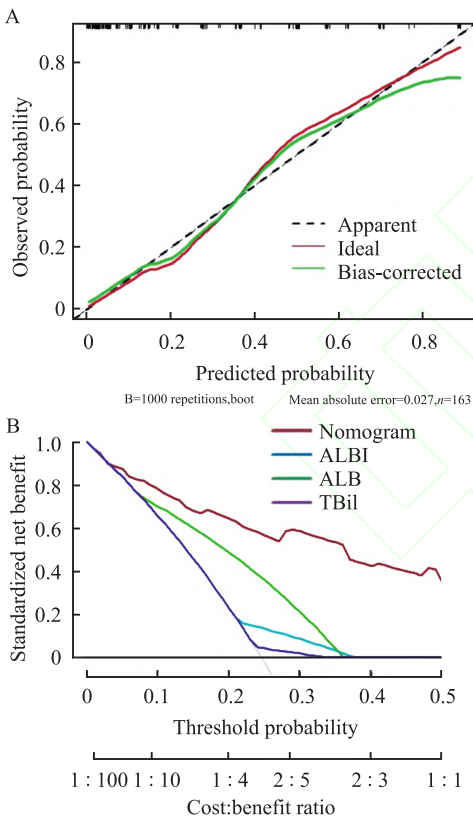 A
0.8
0.6
0.4
0.2
0
Observed probability
Apparent
Ideal
Bias-corrected
0 0.2 0.4 0.6 0.8
Predicted probability
B=1000 repetitions,boot Mean absolute error=0.027,n=163
B
1.0
0.8
0.6
0.4
0.2
0
Standardized net benefit
Nomogram
ALBI
ALB
TBil
0 0.1 0.2 0.3 0.4 0.5
Threshold probability
1 : 100 1 : 10 1 : 4 2 : 5 2 : 3 1 : 1
Cost:benefit ratio